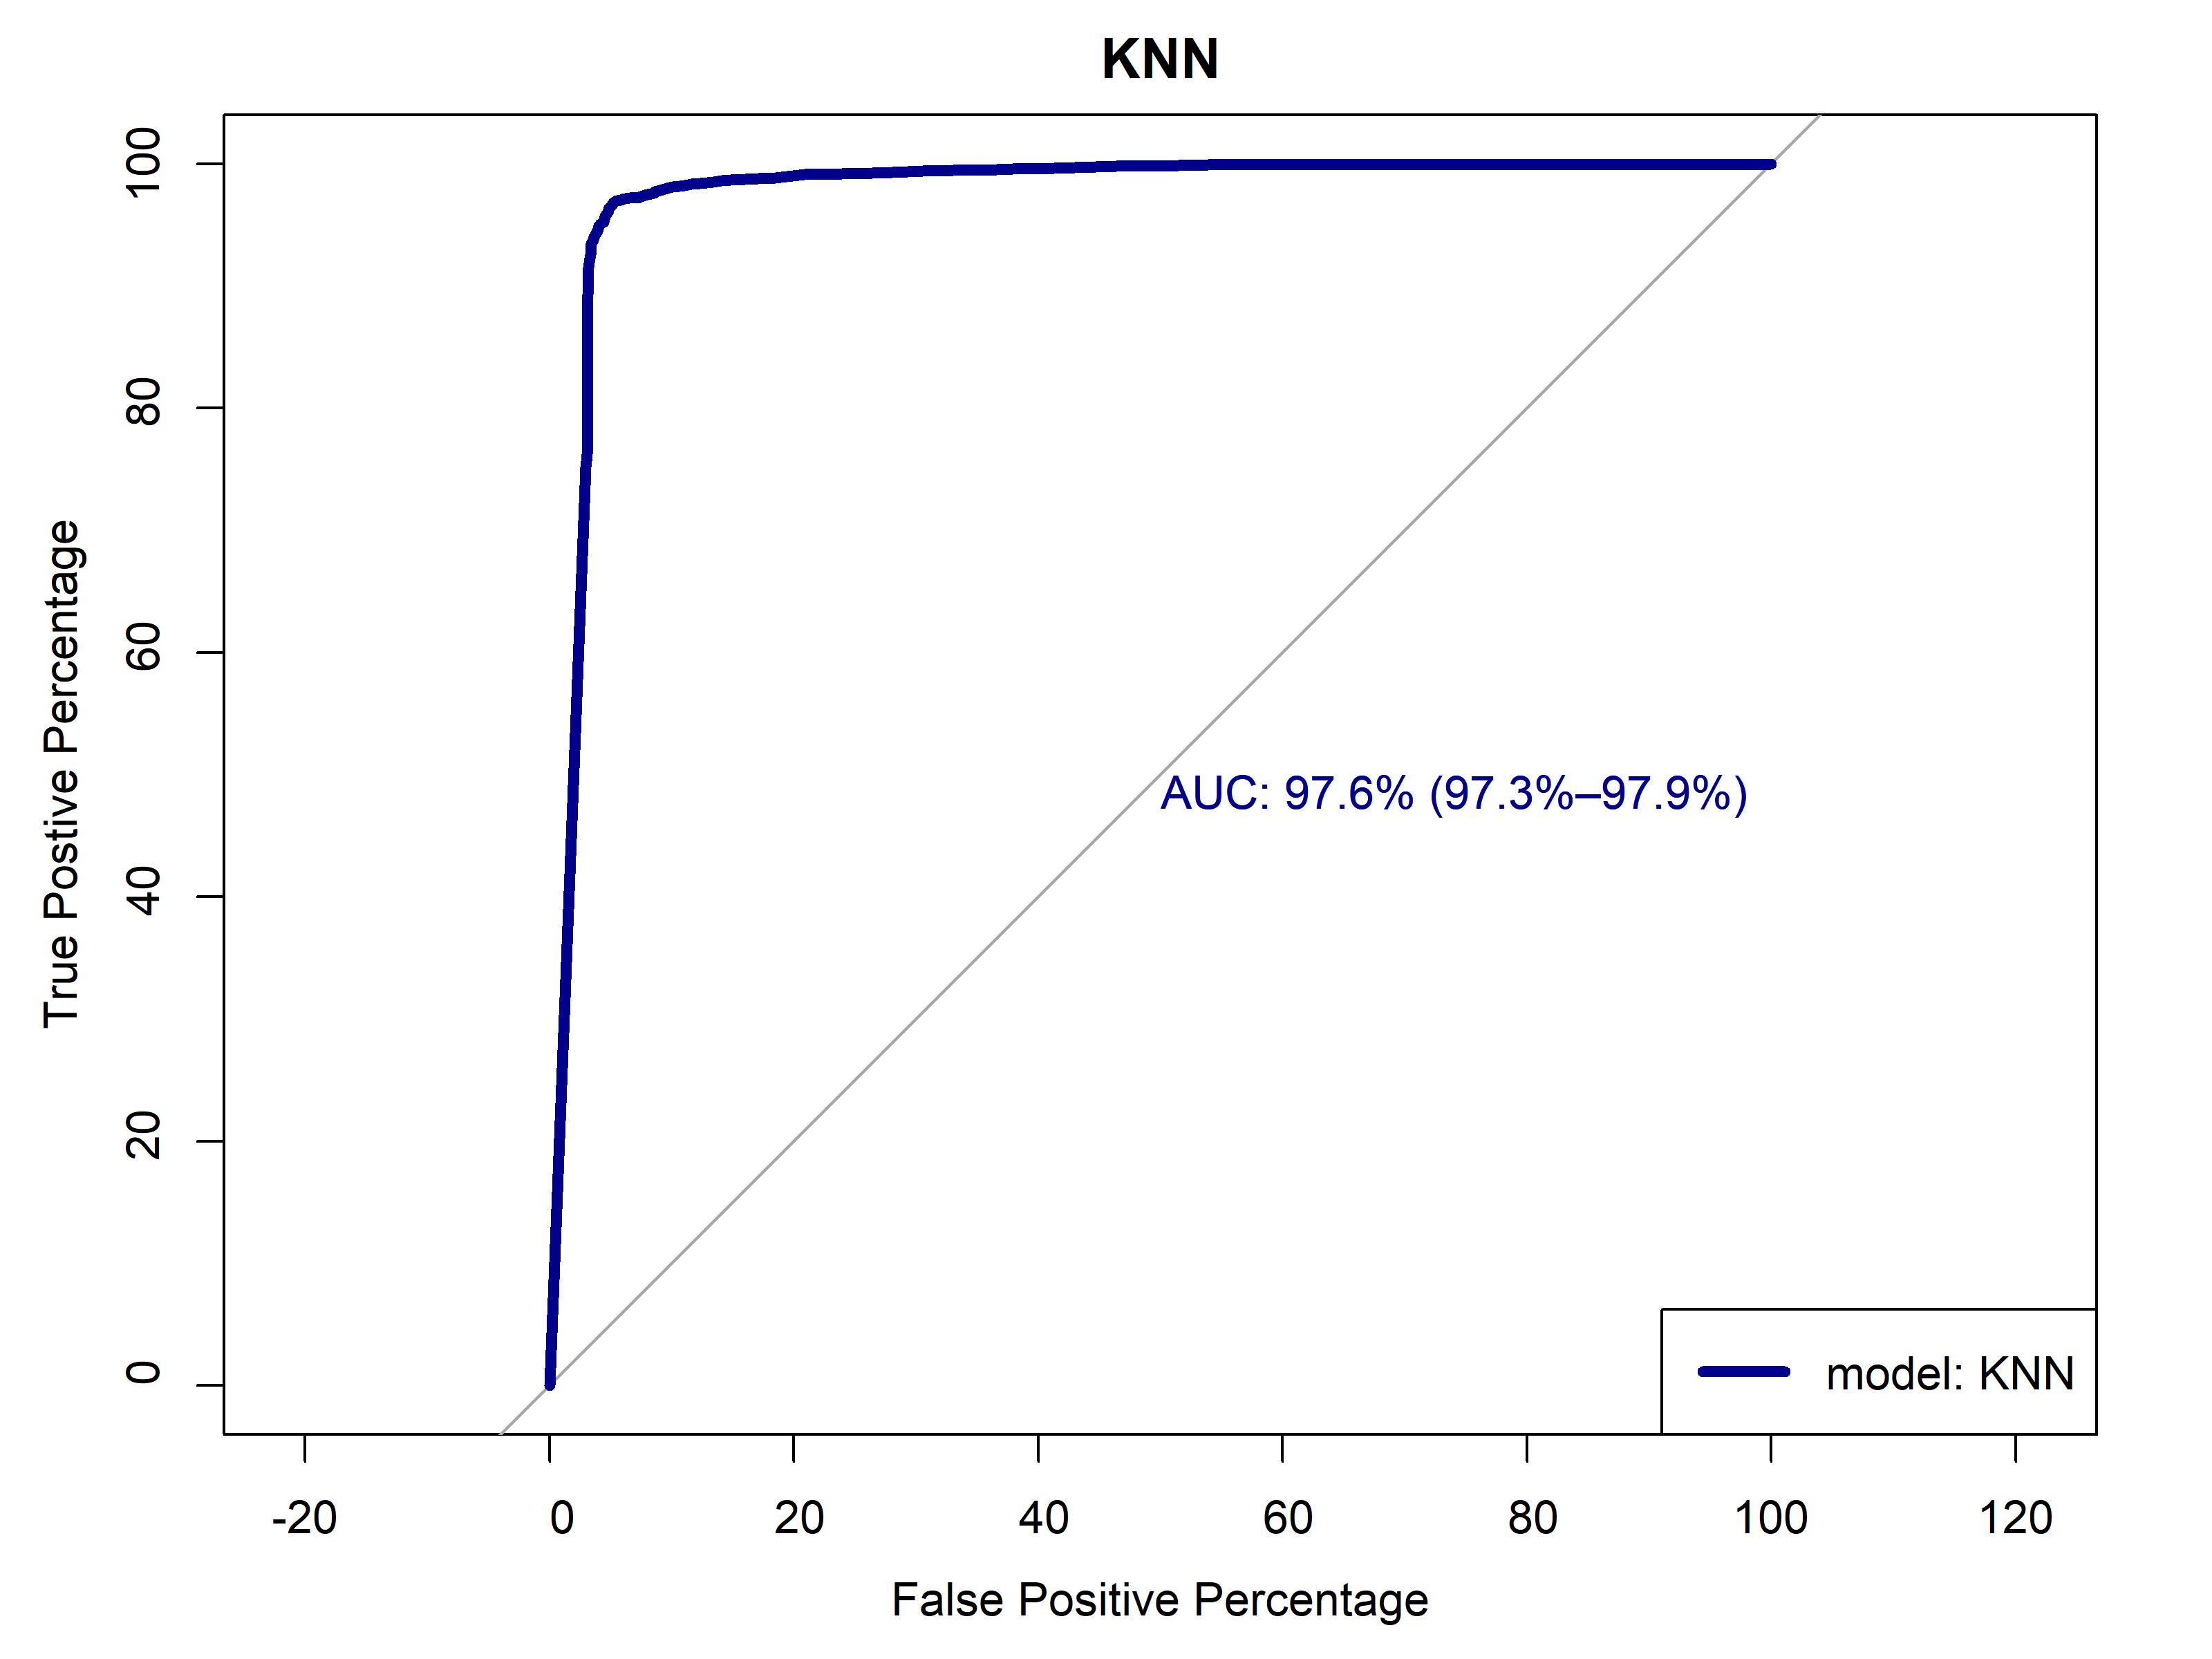 KNN
True Postive Percentage
100
80
60
40
20
0
AUC: 97.6% (97.3%–97.9%)
model: KNN
-20 0 20 40 60 80 100 120
False Positive Percentage